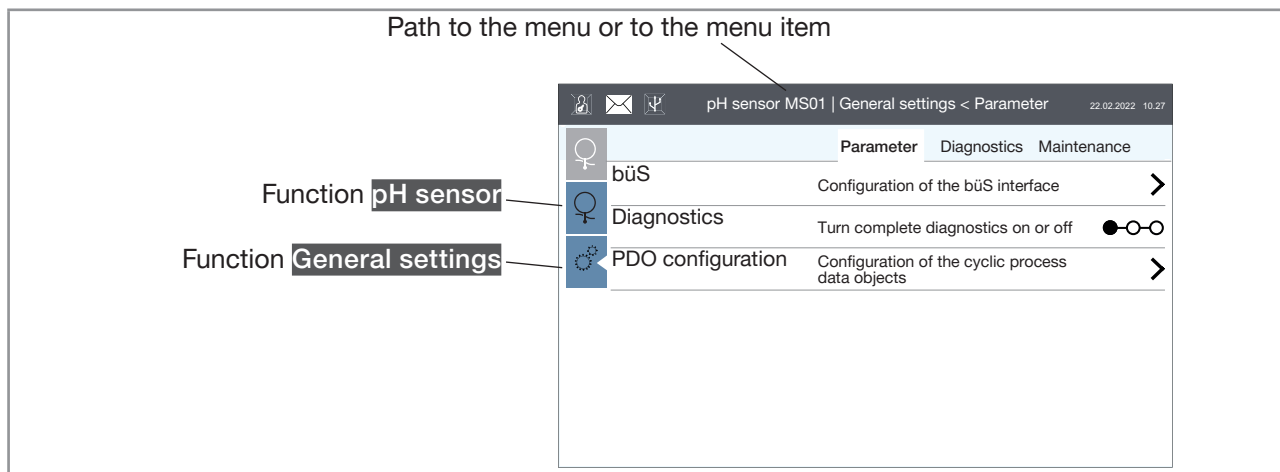 Path to the menu or to the menu item
pH sensor MS01 | General settings < Parameter 22.02.2022 10.27
Parameter Diagnostics Maintenance
büS Configuration of the büS interface
Function pH sensor
Diagnostics Turn complete diagnostics on or off
Function General settings
PDO configuration Configuration of the cyclic process
data objects